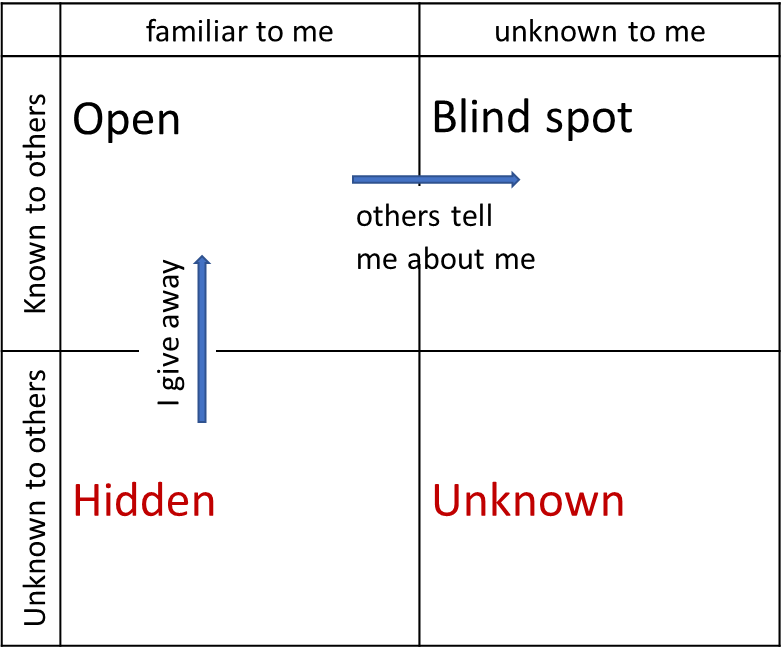 familiar to me
unknown to me
Known to others
Open
Blind spot
others tell
me about me
I give away
Unknown to others
Hidden
Unknown